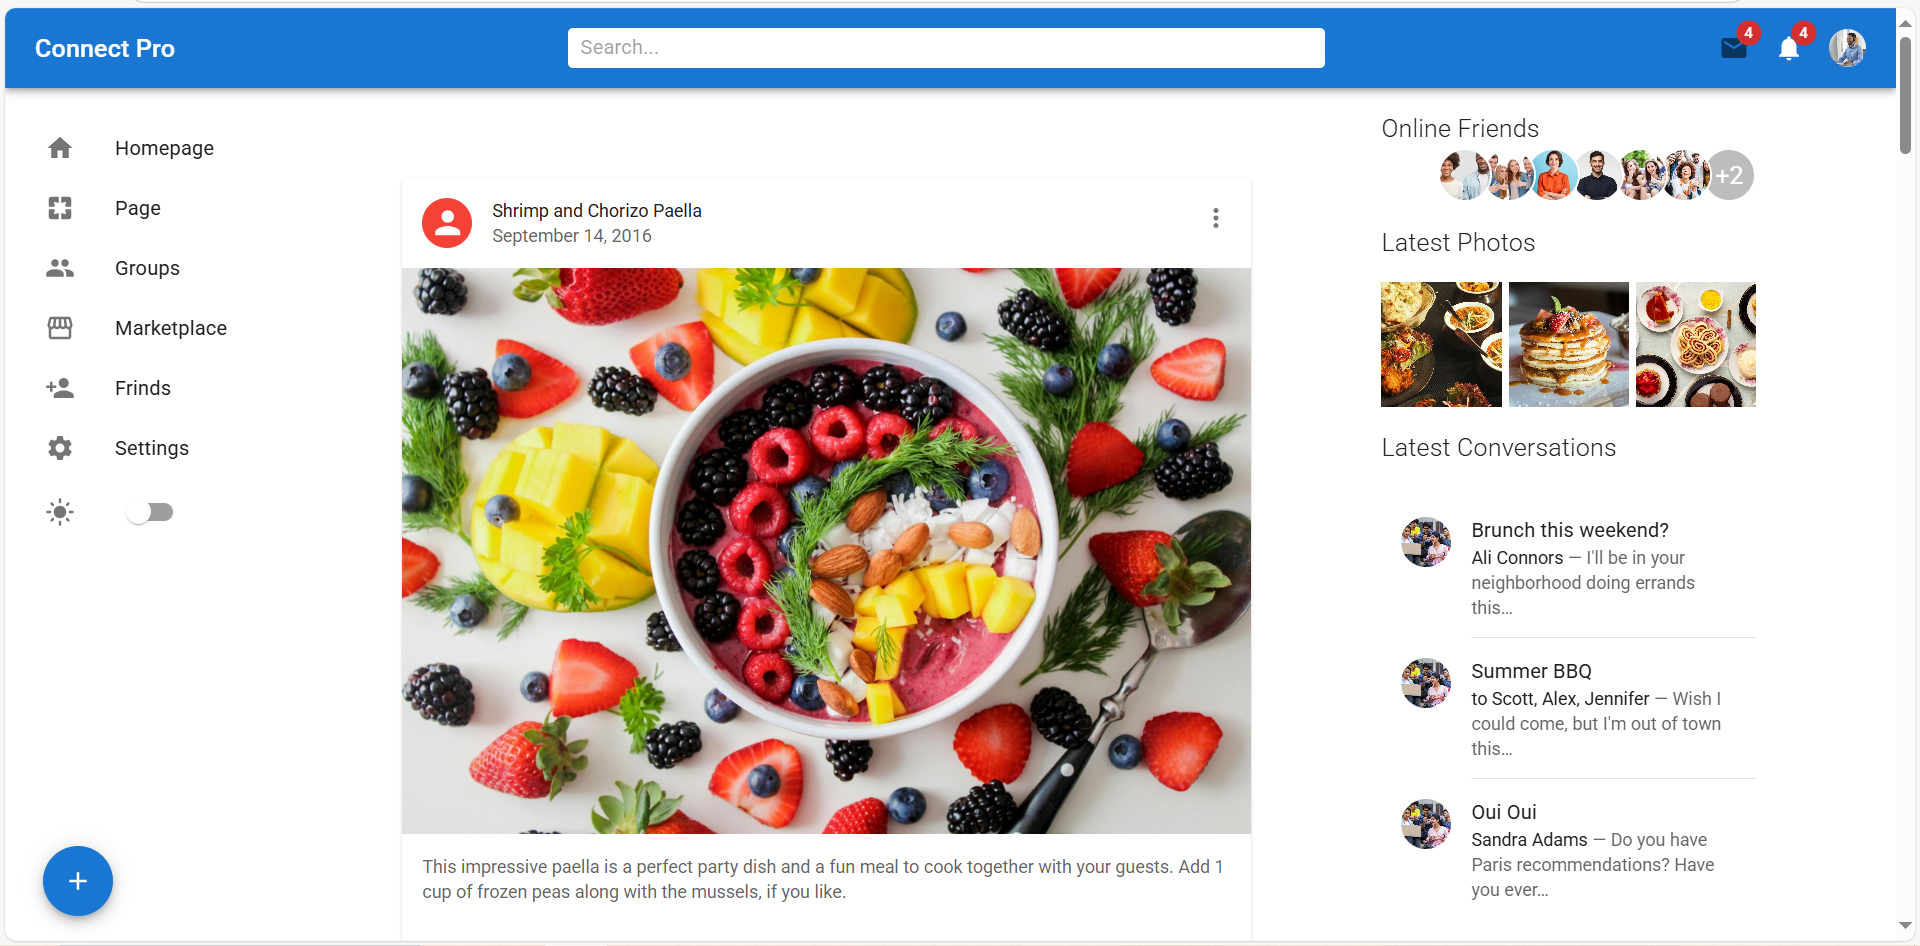 Connect Pro
Search...
4
4
Homepage
Page
Groups
Marketplace
Frinds
Settings
Shrimp and Chorizo Paella
September 14, 2016
This impressive paella is a perfect party dish and a fun meal to cook together with your guests. Add 1
cup of frozen peas along with the mussels, if you like.
Online Friends
+2
Latest Photos
Latest Conversations
Brunch this weekend?
Ali Connors — I'll be in your
neighborhood doing errands
this…
Summer BBQ
to Scott, Alex, Jennifer — Wish I
could come, but I'm out of town
this…
Oui Oui
Sandra Adams — Do you have
Paris recommendations? Have
you ever…